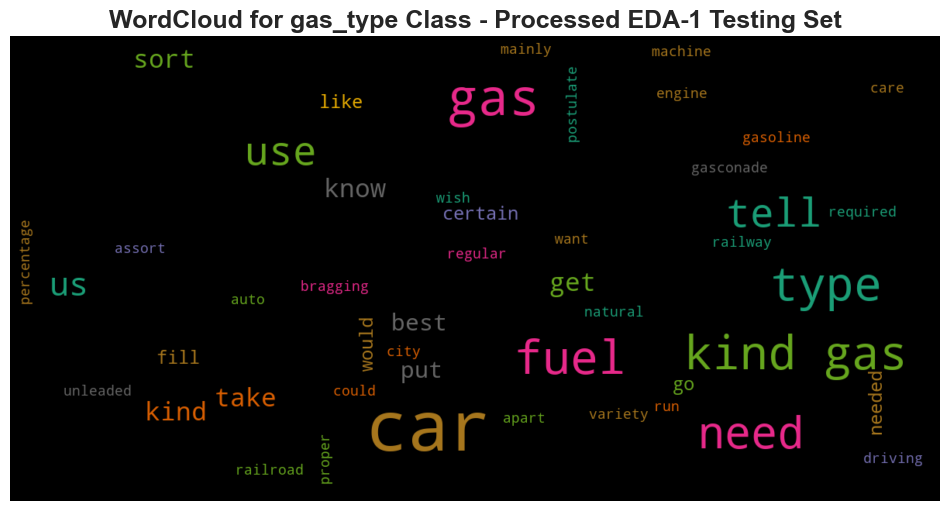 WordCloud for gas_type Class - Processed EDA-1 Testing Set
mainly
machine
sort
gas
postulate
engine
care
like
gasoline
use
gasconade
know
wish
certain
tell
required
railway
want
assort
regular
percentage
us
auto
bragging
get
type
natural
best
would
fill
city
put
fuel
kind gas
go
needed
unleaded
kind
take
could
car
apart
variety
run
need
driving
railroad
proper